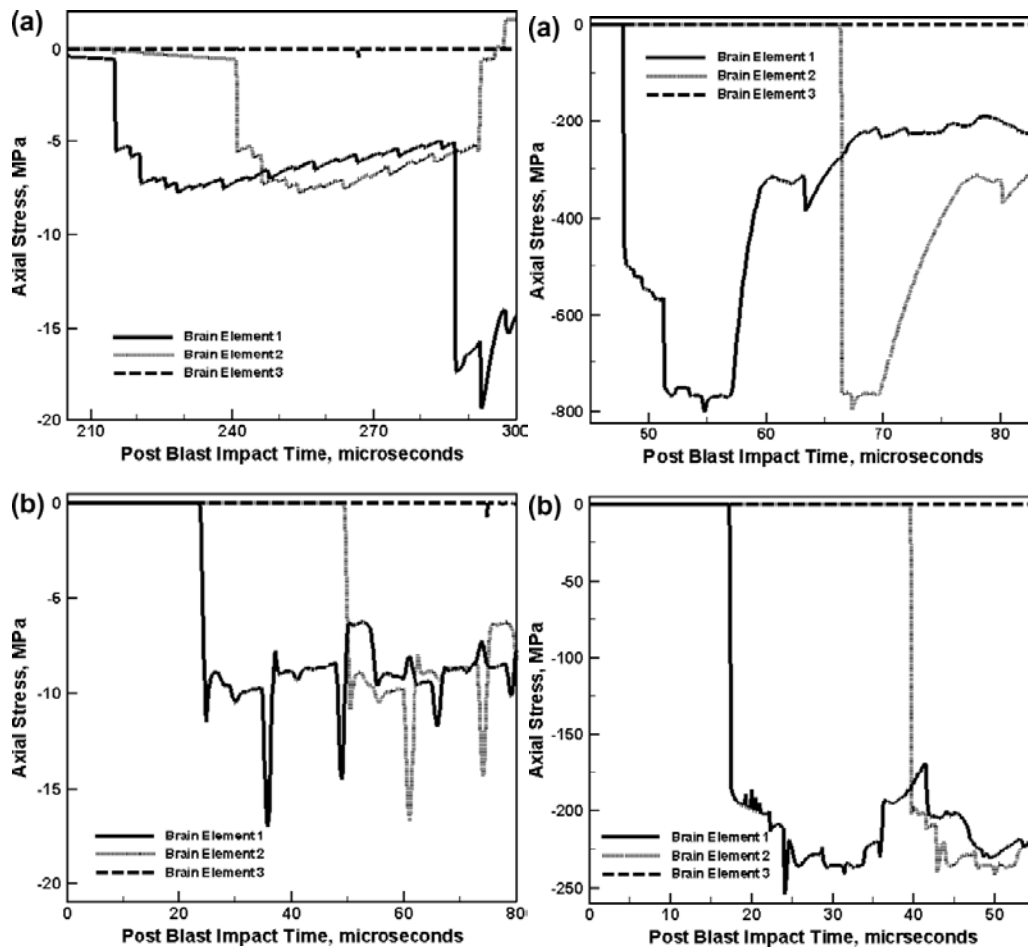 (a)
0
-5
-10
-15
-20
Axial Stress, MPa
Brain Element 1
Brain Element 2
Brain Element 3
210
240
270
300
Post Blast Impact Time, microseconds
(a)
0
-200
-400
-600
-800
Axial Stress, MPa
Brain Element 1
Brain Element 2
Brain Element 3
50
60
70
80
Post Blast Impact Time, microseconds
(b)
0
-5
-10
-15
-20
Axial Stress, MPa
Brain Element 1
Brain Element 2
Brain Element 3
0
20
40
60
80
Post Blast Impact Time, microseconds
(b)
0
-50
-100
-150
-200
-250
Axial Stress, MPa
Brain Element 1
Brain Element 2
Brain Element 3
0
10
20
30
40
50
Post Blast Impact Time, microseconds